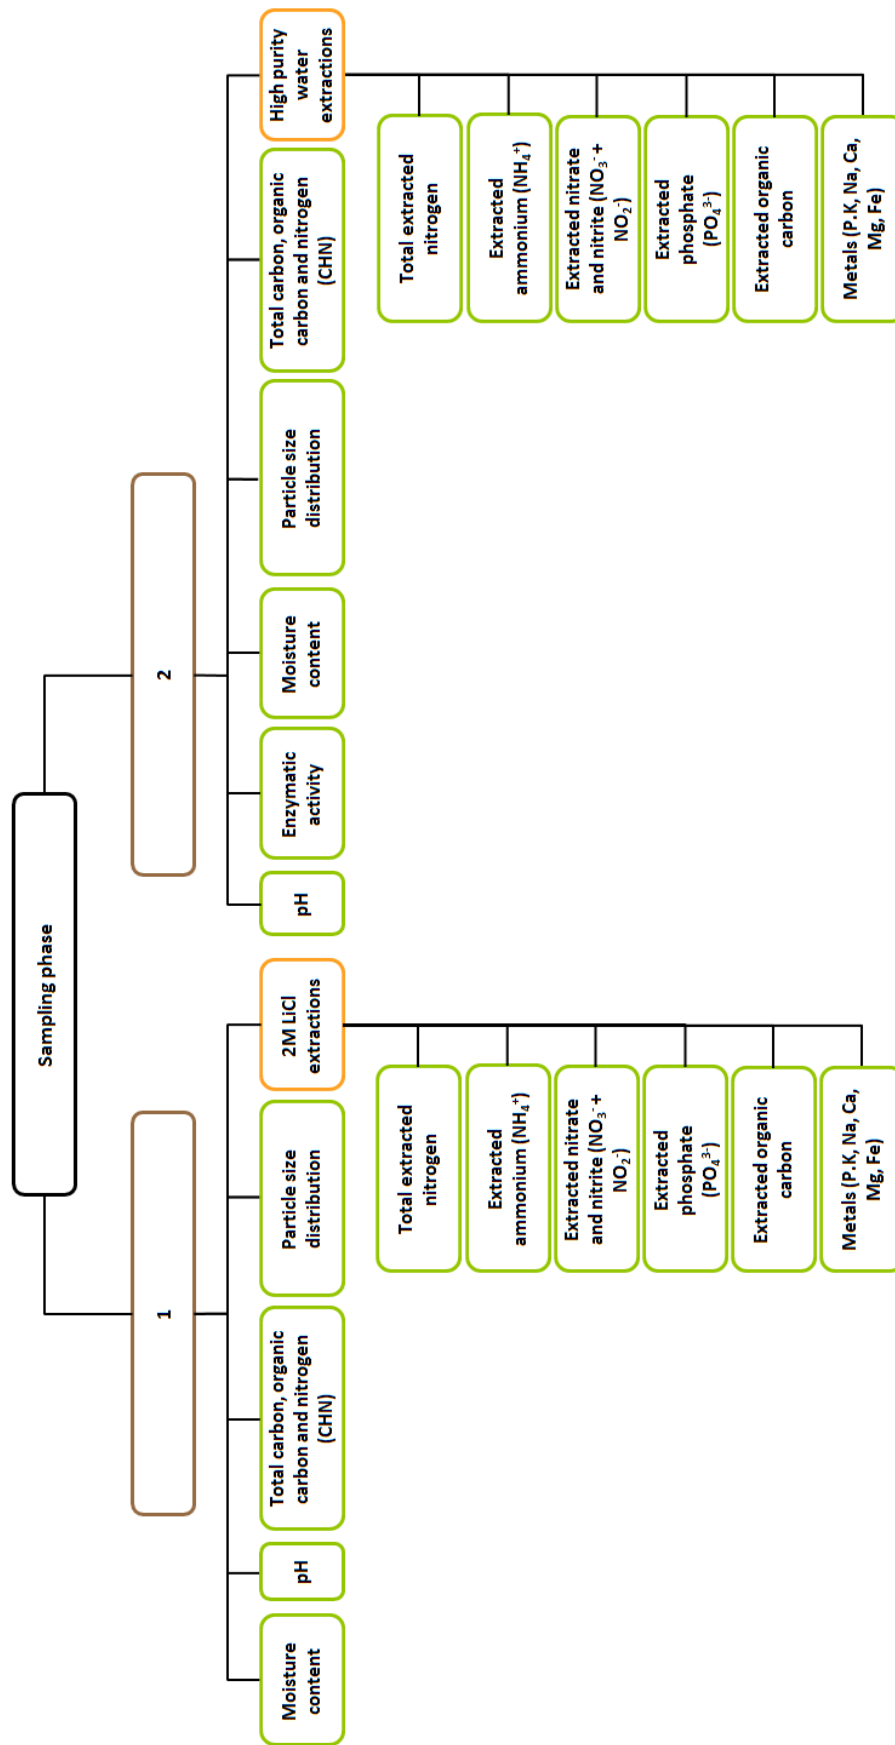 Sampling phase
1
2
Moisture
content
pH
Total carbon, organic
carbon and nitrogen
(CHN)
Particle size
distribution
2M LiCl
extractions
pH
Enzymatic
activity
Moisture
content
Particle size
distribution
Total carbon, organic
carbon and nitrogen
(CHN)
High purity
water
extractions
Total extracted
nitrogen
Extracted
ammonium (NH₄⁺)
Extracted nitrate
and nitrite (NO₃⁻ +
NO₂⁻)
Extracted
phosphate
(PO₄³⁻)
Extracted organic
carbon
Metals (P.K, Na, Ca,
Mg, Fe)
Total extracted
nitrogen
Extracted
ammonium (NH₄⁺)
Extracted nitrate
and nitrite (NO₃⁻ +
NO₂⁻)
Extracted
phosphate
(PO₄³⁻)
Extracted organic
carbon
Metals (P.K, Na, Ca,
Mg, Fe)